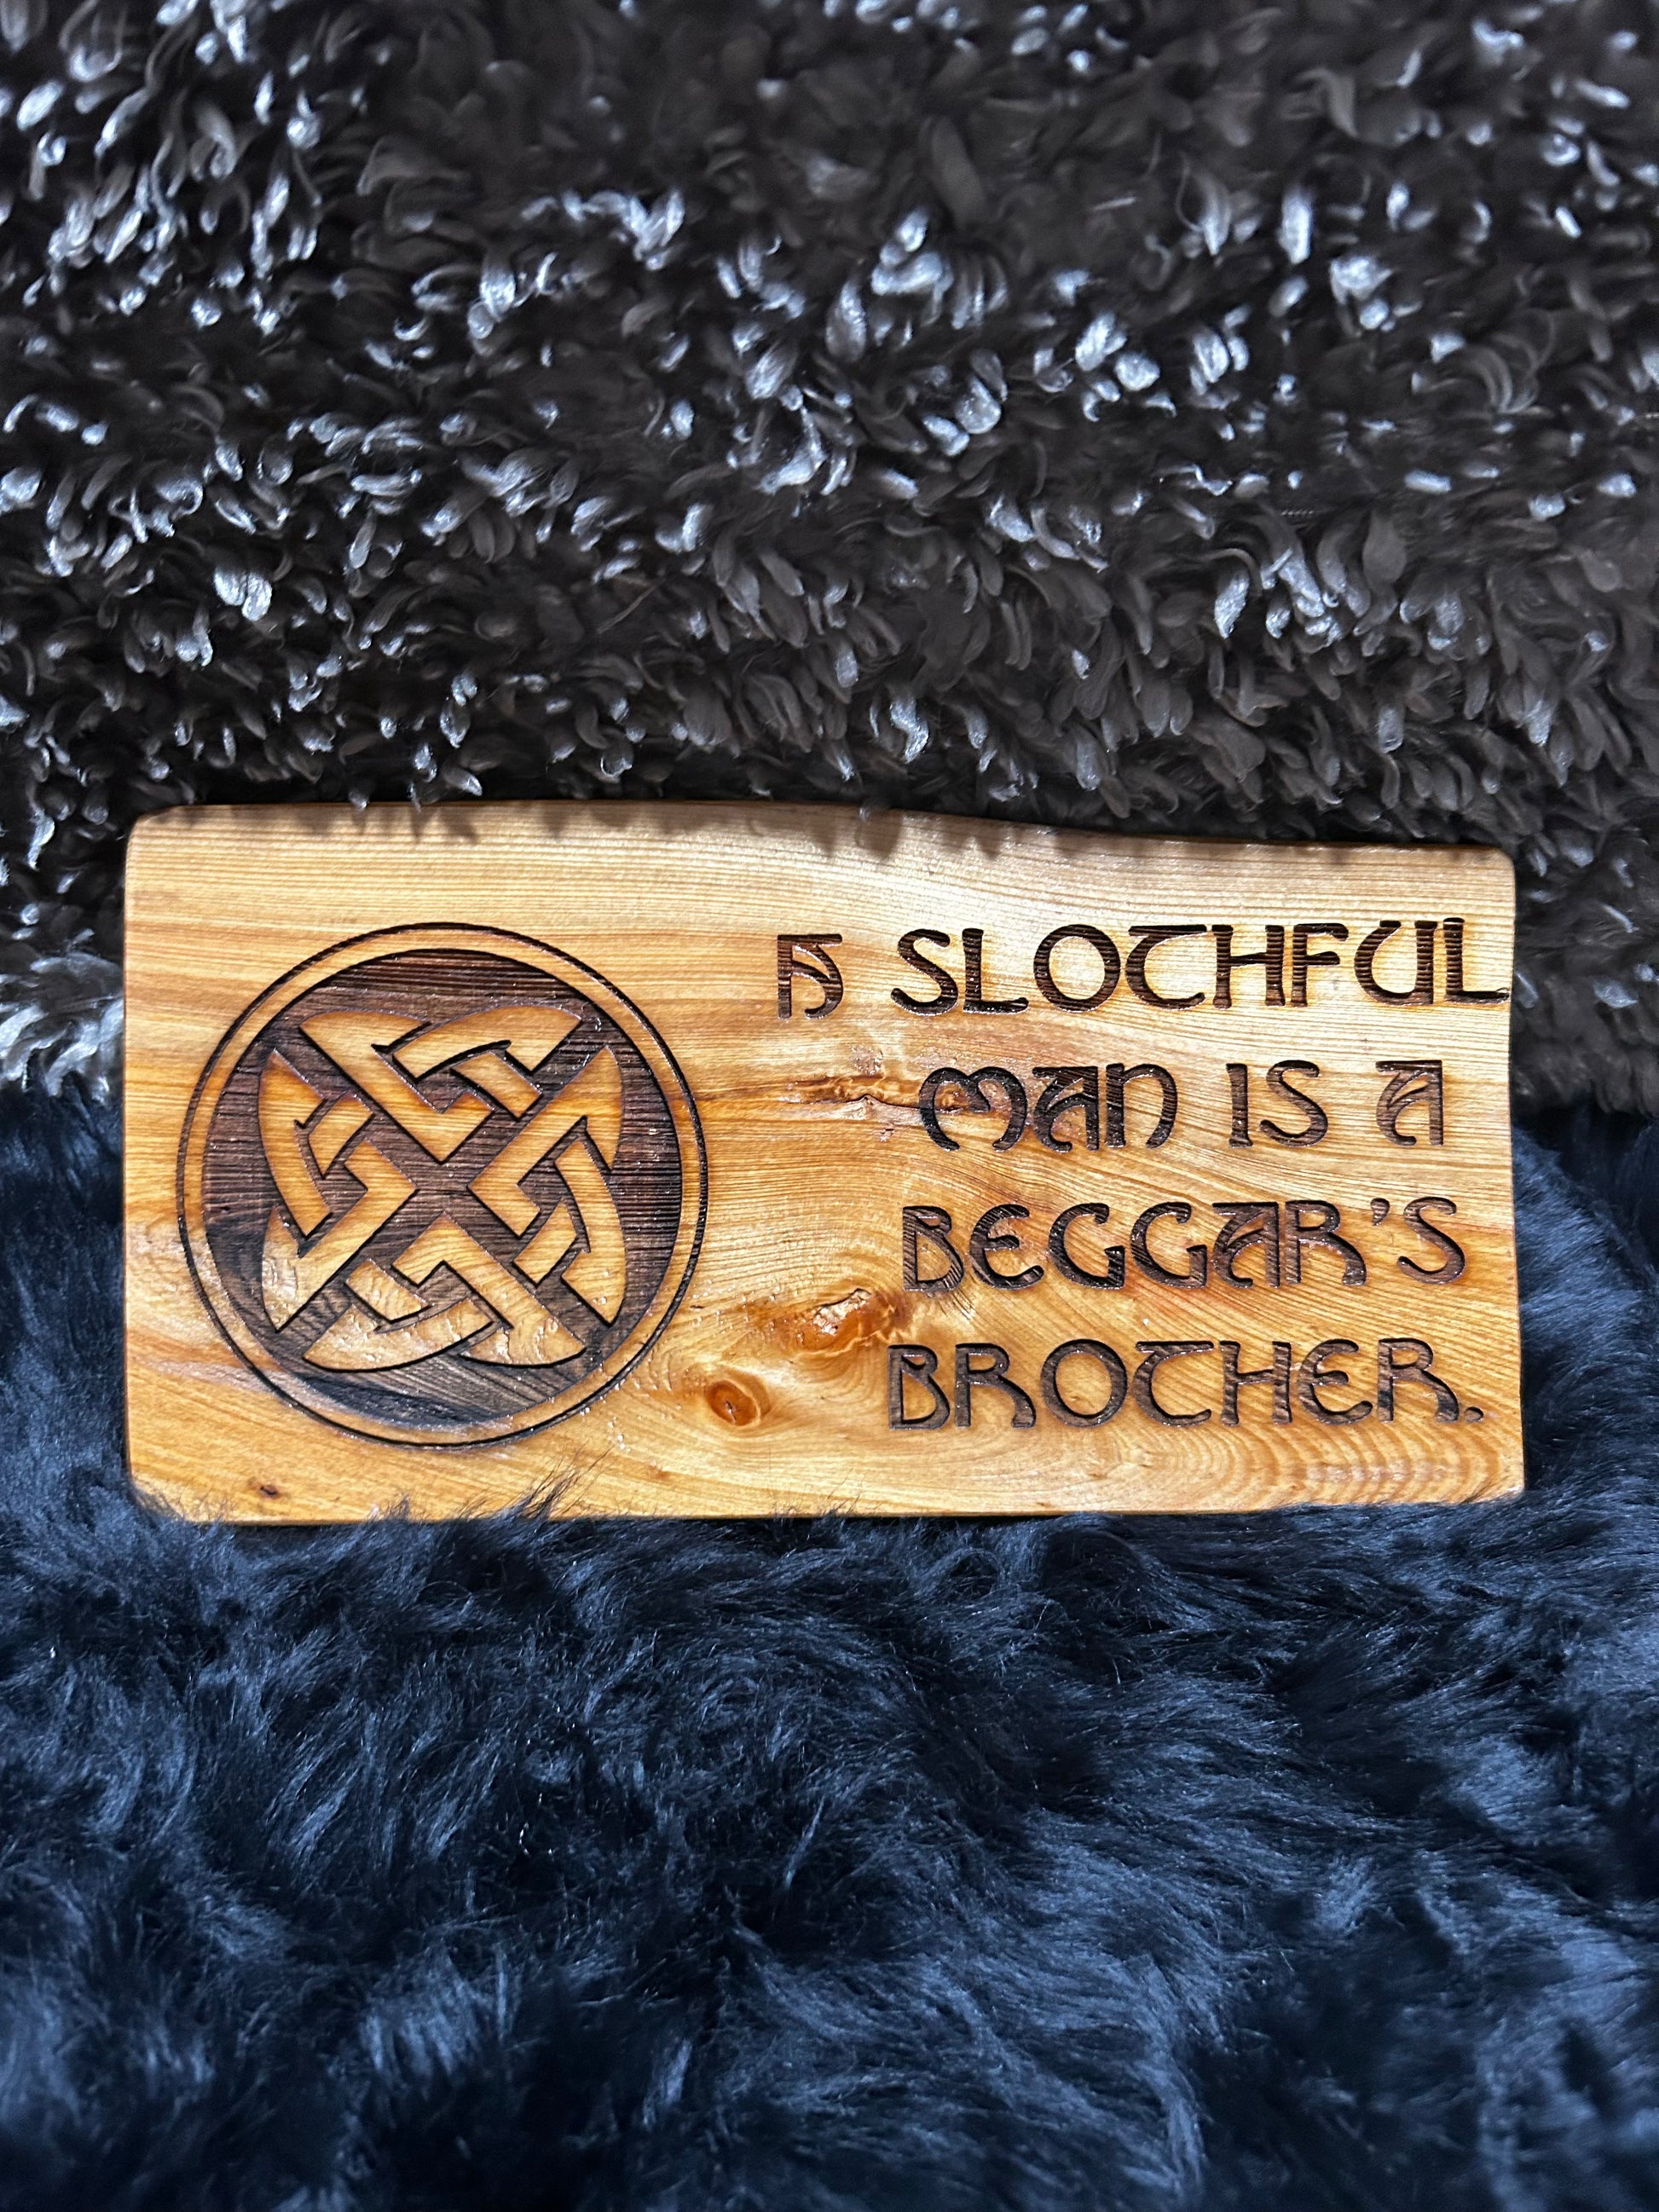 A SLOTHFUL
MAN IS A
BEGGAR'S
BROTHER.